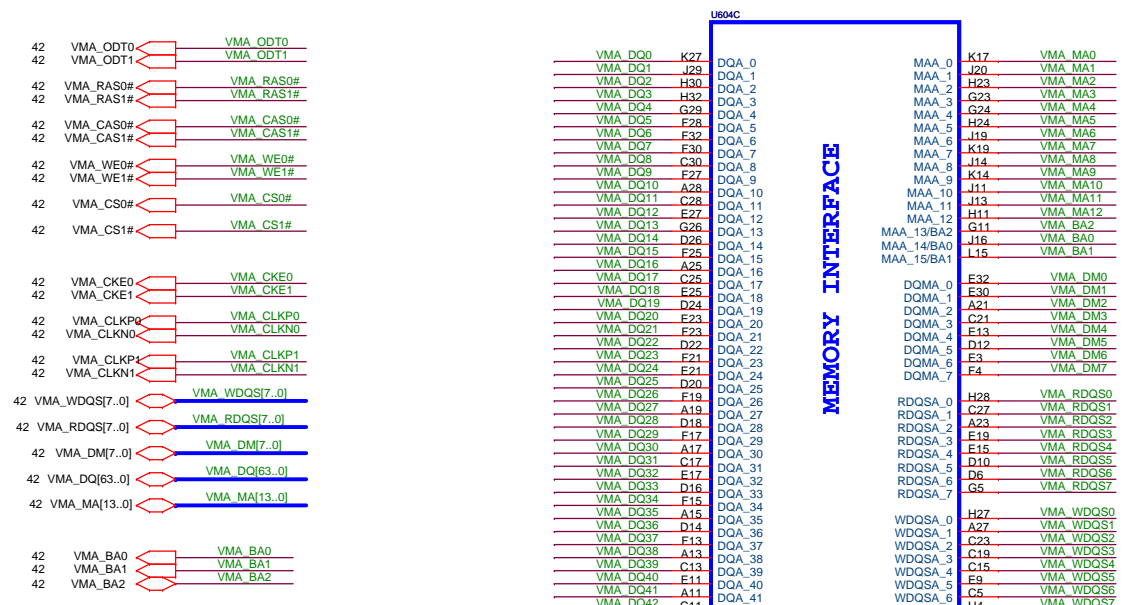 42 VMA_ODT0 VMA_ODT0
42 VMA_ODT1 VMA_ODT1
42 VMA_RAS0# VMA_RAS0#
42 VMA_RAS1# VMA_RAS1#
42 VMA_CAS0# VMA_CAS0#
42 VMA_CAS1# VMA_CAS1#
42 VMA_WE0# VMA_WE0#
42 VMA_WE1# VMA_WE1#
42 VMA_CS0# VMA_CS0#
42 VMA_CS1# VMA_CS1#
42 VMA_CKE0 VMA_CKE0
42 VMA_CKE1 VMA_CKE1
42 VMA_CLKP0 VMA_CLKP0
42 VMA_CLKN0 VMA_CLKN0
42 VMA_CLKP1 VMA_CLKP1
42 VMA_CLKN1 VMA_CLKN1
42 VMA_WDQS[7..0] VMA_WDQS[7..0]
42 VMA_RDQS[7..0] VMA_RDQS[7..0]
42 VMA_DM[7..0] VMA_DM[7..0]
42 VMA_DQ[63..0] VMA_DQ[63..0]
42 VMA_MA[13..0] VMA_MA[13..0]
42 VMA_BA0 VMA_BA0
42 VMA_BA1 VMA_BA1
42 VMA_BA2 VMA_BA2
U604C
VMA_DQ0 K27 DQA_0
VMA_DQ1 J29 DQA_1
VMA_DQ2 H30 DQA_2
VMA_DQ3 H32 DQA_3
VMA_DQ4 G29 DQA_4
VMA_DQ5 F28 DQA_5
VMA_DQ6 F32 DQA_6
VMA_DQ7 F30 DQA_7
VMA_DQ8 C30 DQA_8
VMA_DQ9 F27 DQA_9
VMA_DQ10 A28 DQA_10
VMA_DQ11 C28 DQA_11
VMA_DQ12 E27 DQA_12
VMA_DQ13 G26 DQA_13
VMA_DQ14 D26 DQA_14
VMA_DQ15 F25 DQA_15
VMA_DQ16 A25 DQA_16
VMA_DQ17 C25 DQA_17
VMA_DQ18 E25 DQA_18
VMA_DQ19 D24 DQA_19
VMA_DQ20 E23 DQA_20
VMA_DQ21 F23 DQA_21
VMA_DQ22 D22 DQA_22
VMA_DQ23 F21 DQA_23
VMA_DQ24 E21 DQA_24
VMA_DQ25 D20 DQA_25
VMA_DQ26 F19 DQA_26
VMA_DQ27 A19 DQA_27
VMA_DQ28 D18 DQA_28
VMA_DQ29 F17 DQA_29
VMA_DQ30 A17 DQA_30
VMA_DQ31 C17 DQA_31
VMA_DQ32 E17 DQA_32
VMA_DQ33 D16 DQA_33
VMA_DQ34 F15 DQA_34
VMA_DQ35 A15 DQA_35
VMA_DQ36 D14 DQA_36
VMA_DQ37 F13 DQA_37
VMA_DQ38 A13 DQA_38
VMA_DQ39 C13 DQA_39
VMA_DQ40 E11 DQA_40
VMA_DQ41 A11 DQA_41
VMA_DQ42 C11
MEMORY INTERFACE
MAA_0 K17 VMA_MA0
MAA_1 J20 VMA_MA1
MAA_2 H23 VMA_MA2
MAA_3 G23 VMA_MA3
MAA_4 G24 VMA_MA4
MAA_5 H24 VMA_MA5
MAA_6 J19 VMA_MA6
MAA_7 K19 VMA_MA7
MAA_8 J14 VMA_MA8
MAA_9 K14 VMA_MA9
MAA_10 J11 VMA_MA10
MAA_11 J13 VMA_MA11
MAA_12 H11 VMA_MA12
MAA_13/BA2 G11 VMA_BA2
MAA_14/BA0 J16 VMA_BA0
MAA_15/BA1 L15 VMA_BA1
DQMA_0 E32 VMA_DM0
DQMA_1 E30 VMA_DM1
DQMA_2 A21 VMA_DM2
DQMA_3 C21 VMA_DM3
DQMA_4 E13 VMA_DM4
DQMA_5 D12 VMA_DM5
DQMA_6 E3 VMA_DM6
DQMA_7 F4 VMA_DM7
RDQSA_0 H28 VMA_RDQS0
RDQSA_1 C27 VMA_RDQS1
RDQSA_2 A23 VMA_RDQS2
RDQSA_3 E19 VMA_RDQS3
RDQSA_4 E15 VMA_RDQS4
RDQSA_5 D10 VMA_RDQS5
RDQSA_6 D6 VMA_RDQS6
RDQSA_7 G5 VMA_RDQS7
WDQSA_0 H27 VMA_WDQS0
WDQSA_1 A27 VMA_WDQS1
WDQSA_2 C23 VMA_WDQS2
WDQSA_3 C19 VMA_WDQS3
WDQSA_4 C15 VMA_WDQS4
WDQSA_5 E9 VMA_WDQS5
WDQSA_6 C5 VMA_WDQS6
H4 VMA_WDQS7